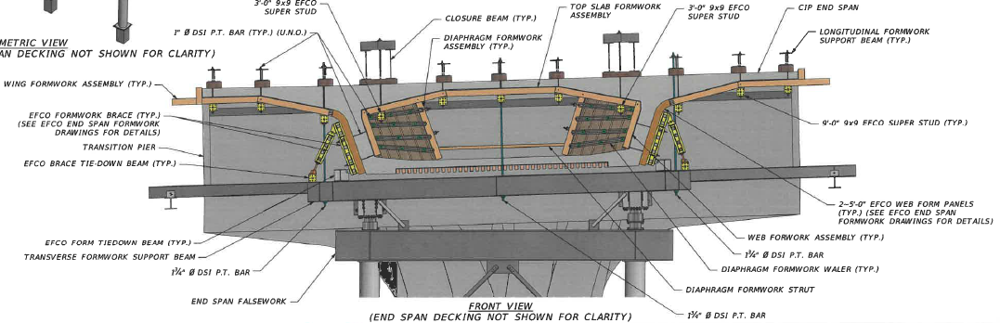 3'-0" 9x9 EFCO
SUPER STUD
1" Ø DSI P.T. BAR (TYP.) (U.N.O.)
METRIC VIEW
AN DECKING NOT SHOWN FOR CLARITY)
WING FORMWORK ASSEMBLY (TYP.)
EFCO FORMWORK BRACE (TYP.)
(SEE EFCO END SPAN FORMWORK
DRAWINGS FOR DETAILS)
TRANSITION PIER
EFCO BRACE TIE-DOWN BEAM (TYP.)
EFCO FORM TIEDOWN BEAM (TYP.)
TRANSVERSE FORMWORK SUPPORT BEAM
1¾" Ø DSI P.T. BAR
END SPAN FALSEWORK
CLOSURE BEAM (TYP.)
DIAPHRAGM FORMWORK
ASSEMBLY (TYP.)
TOP SLAB FORMWORK
ASSEMBLY
3'-0" 9x9 EFCO
SUPER STUD
CIP END SPAN
LONGITUDINAL FORMWORK
SUPPORT BEAM (TYP.)
9'-0" 9x9 EFCO SUPER STUD (TYP.)
2~5'-0" EFCO WEB FORM PANELS
(TYP.) (SEE EFCO END SPAN
FORMWORK DRAWINGS FOR DETAILS)
WEB FORWORK ASSEMBLY (TYP.)
1¾" Ø DSI P.T. BAR
DIAPHRAGM FORMWORK WALER (TYP.)
DIAPHRAGM FORMWORK STRUT
1¾" Ø DSI P.T. BAR
FRONT VIEW
(END SPAN DECKING NOT SHOWN FOR CLARITY)